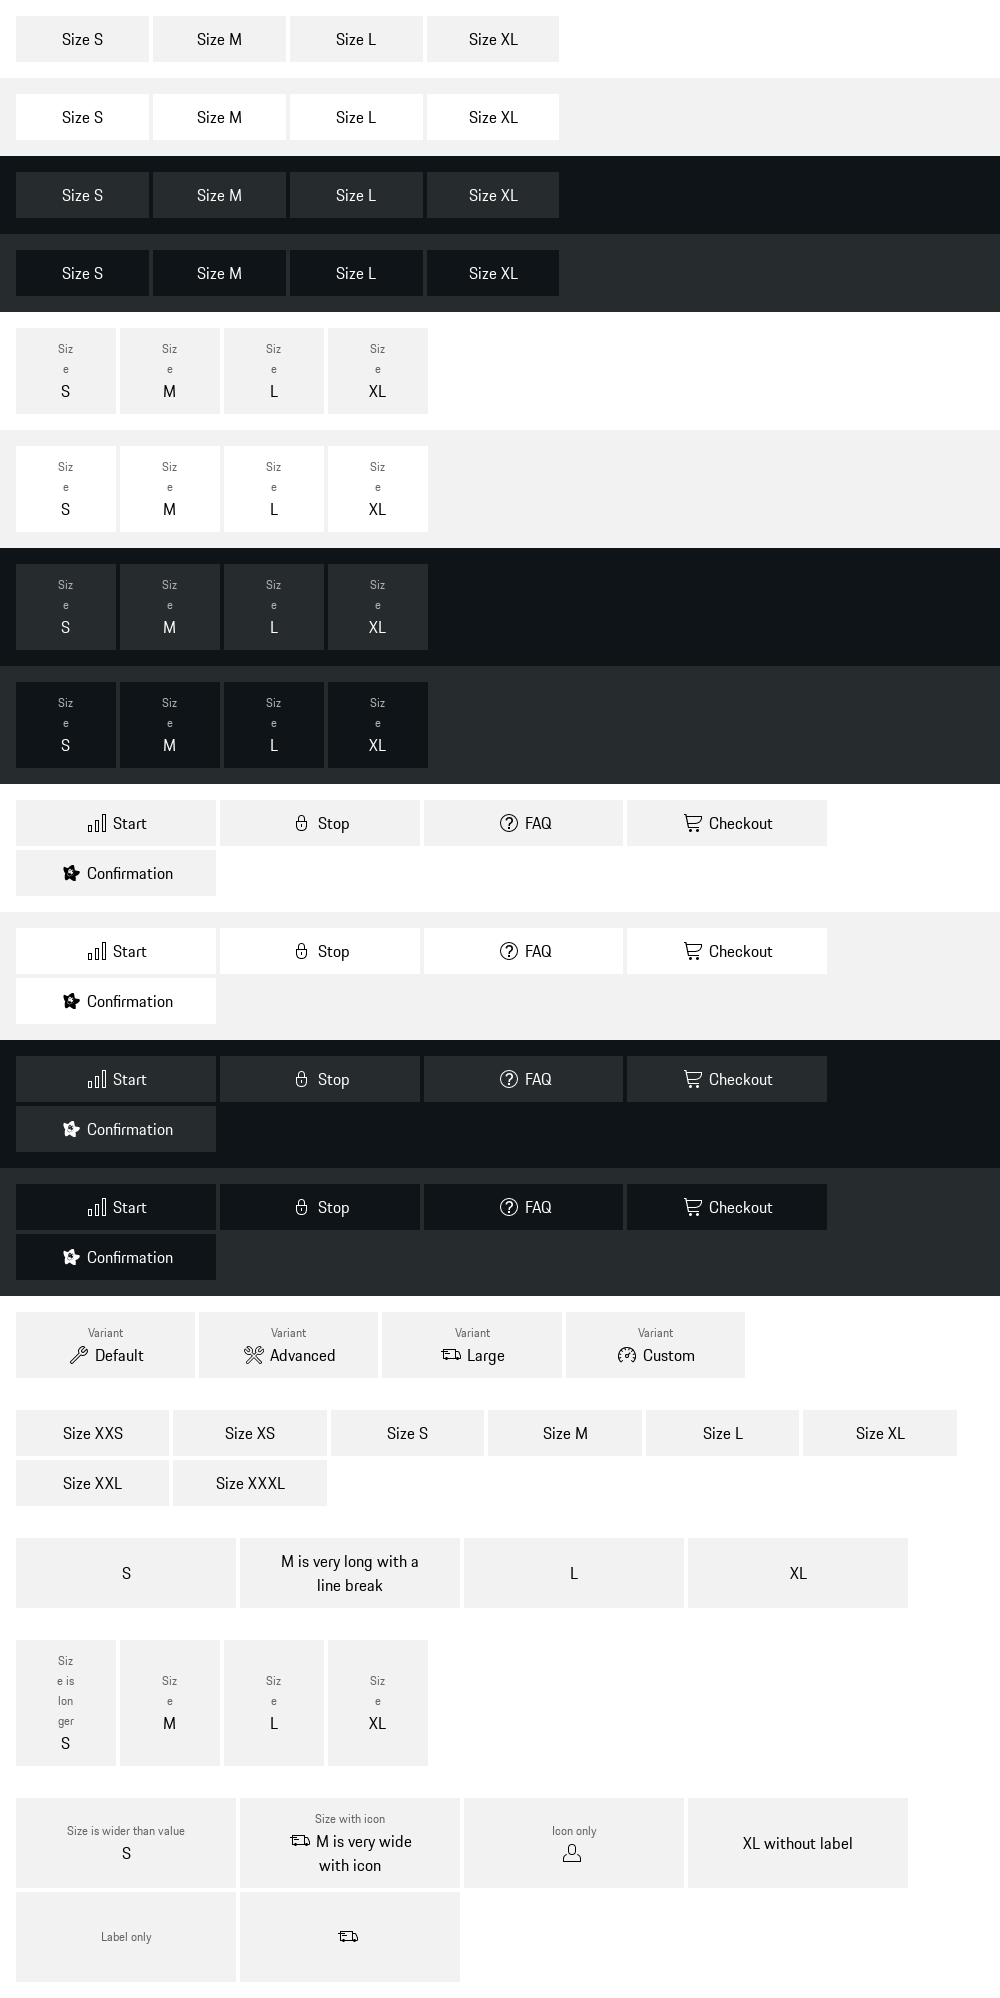 Size S Size M Size L Size XL
Size S Size M Size L Size XL
Size S Size M Size L Size XL
Size S Size M Size L Size XL
Siz Siz Siz Siz
e e e e
S M L XL
Siz Siz Siz Siz
e e e e
S M L XL
Siz Siz Siz Siz
e e e e
S M L XL
Siz Siz Siz Siz
e e e e
S M L XL
Start Stop FAQ Checkout
Confirmation
Start Stop FAQ Checkout
Confirmation
Start Stop FAQ Checkout
Confirmation
Start Stop FAQ Checkout
Confirmation
Variant Variant Variant Variant
Default Advanced Large Custom
Size XXS Size XS Size S Size M Size L Size XL
Size XXL Size XXXL
S
M is very long with a
line break
L
XL
Siz
e is
lon
ger
S
Siz
e
M
Siz
e
L
Siz
e
XL
Size is wider than value
S
Size with icon
M is very wide
with icon
Icon only
XL without label
Label only